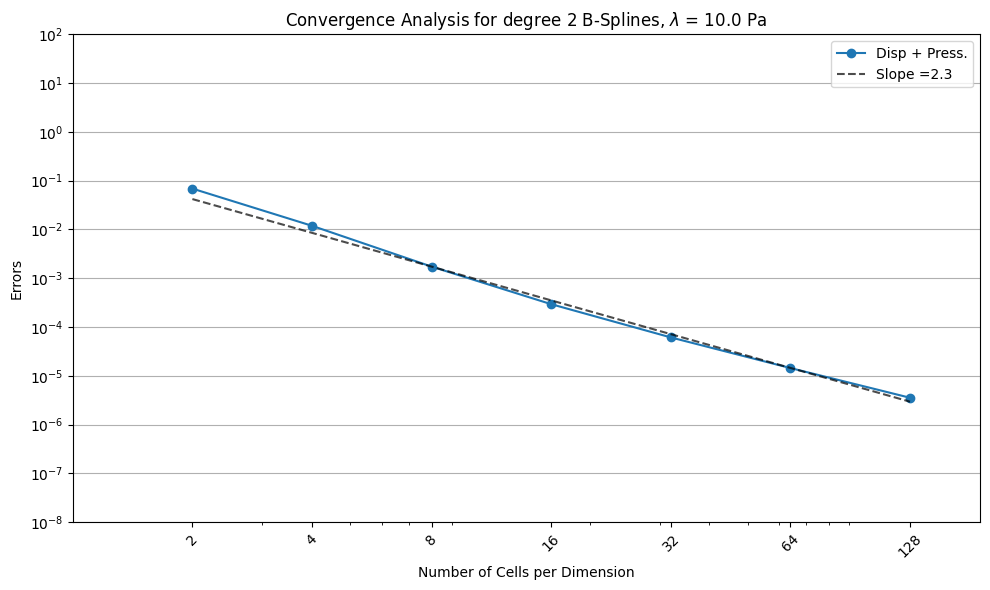 Convergence Analysis for degree 2 B-Splines, λ = 10.0 Pa
Disp + Press.
Slope =2.3
Errors
10²
10¹
10⁰
10⁻¹
10⁻²
10⁻³
10⁻⁴
10⁻⁵
10⁻⁶
10⁻⁷
10⁻⁸
2 4 8 16 32 64 128
Number of Cells per Dimension